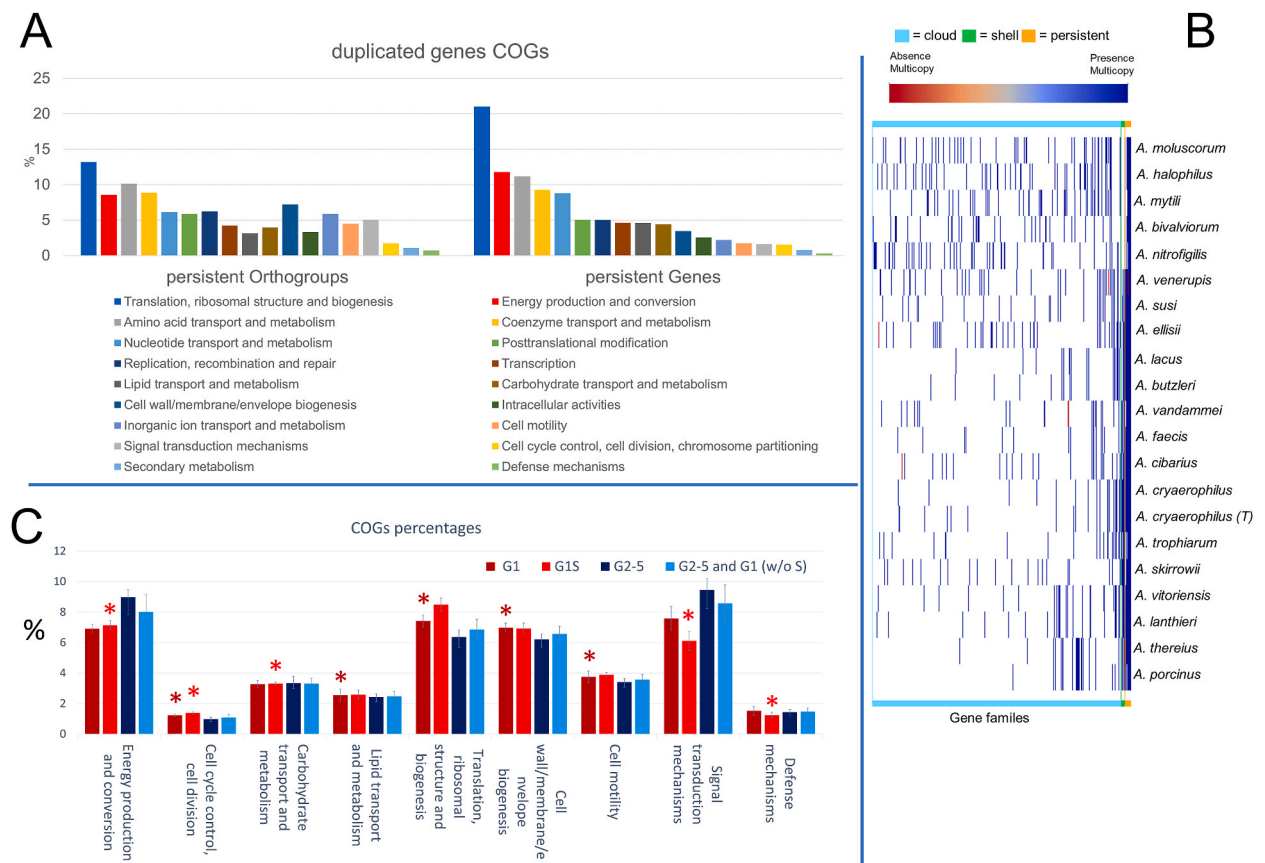 A
duplicated genes COGs
25
20
15
10
5
0
%
persistent Orthogroups
persistent Genes
Translation, ribosomal structure and biogenesis
Energy production and conversion
Amino acid transport and metabolism
Coenzyme transport and metabolism
Nucleotide transport and metabolism
Posttranslational modification
Replication, recombination and repair
Transcription
Lipid transport and metabolism
Carbohydrate transport and metabolism
Cell wall/membrane/envelope biogenesis
Intracellular activities
Inorganic ion transport and metabolism
Cell motility
Signal transduction mechanisms
Cell cycle control, cell division, chromosome partitioning
Secondary metabolism
Defense mechanisms
B
= cloud = shell = persistent
Absence
Multicopy
Presence
Multicopy
A. moluscorum
A. halophilus
A. mytili
A. bivalviorum
A. nitrofigilis
A. venerupis
A. susi
A. ellisii
A. lacus
A. butzleri
A. vandammei
A. faecis
A. cibarius
A. cryaerophilus
A. cryaerophilus (T)
A. trophiarum
A. skirrowii
A. vitoriensis
A. lanthieri
A. thereius
A. porcinus
Gene familes
C
COGs percentages
G1 G1S G2-5 G2-5 and G1 (w/o S)
12
10
8
6
4
2
0
%
* * * * * * * * * *
Energy production
and conversion
Cell cycle control,
cell division
Carbohydrate
transport and
metabolism
Lipid transport
and metabolism
Translation,
ribosomal
structure and
biogenesis
Cell
wall/membrane/e
nvelope
biogenesis
Cell motility
Signal
transduction
mechanisms
Defense
mechanisms